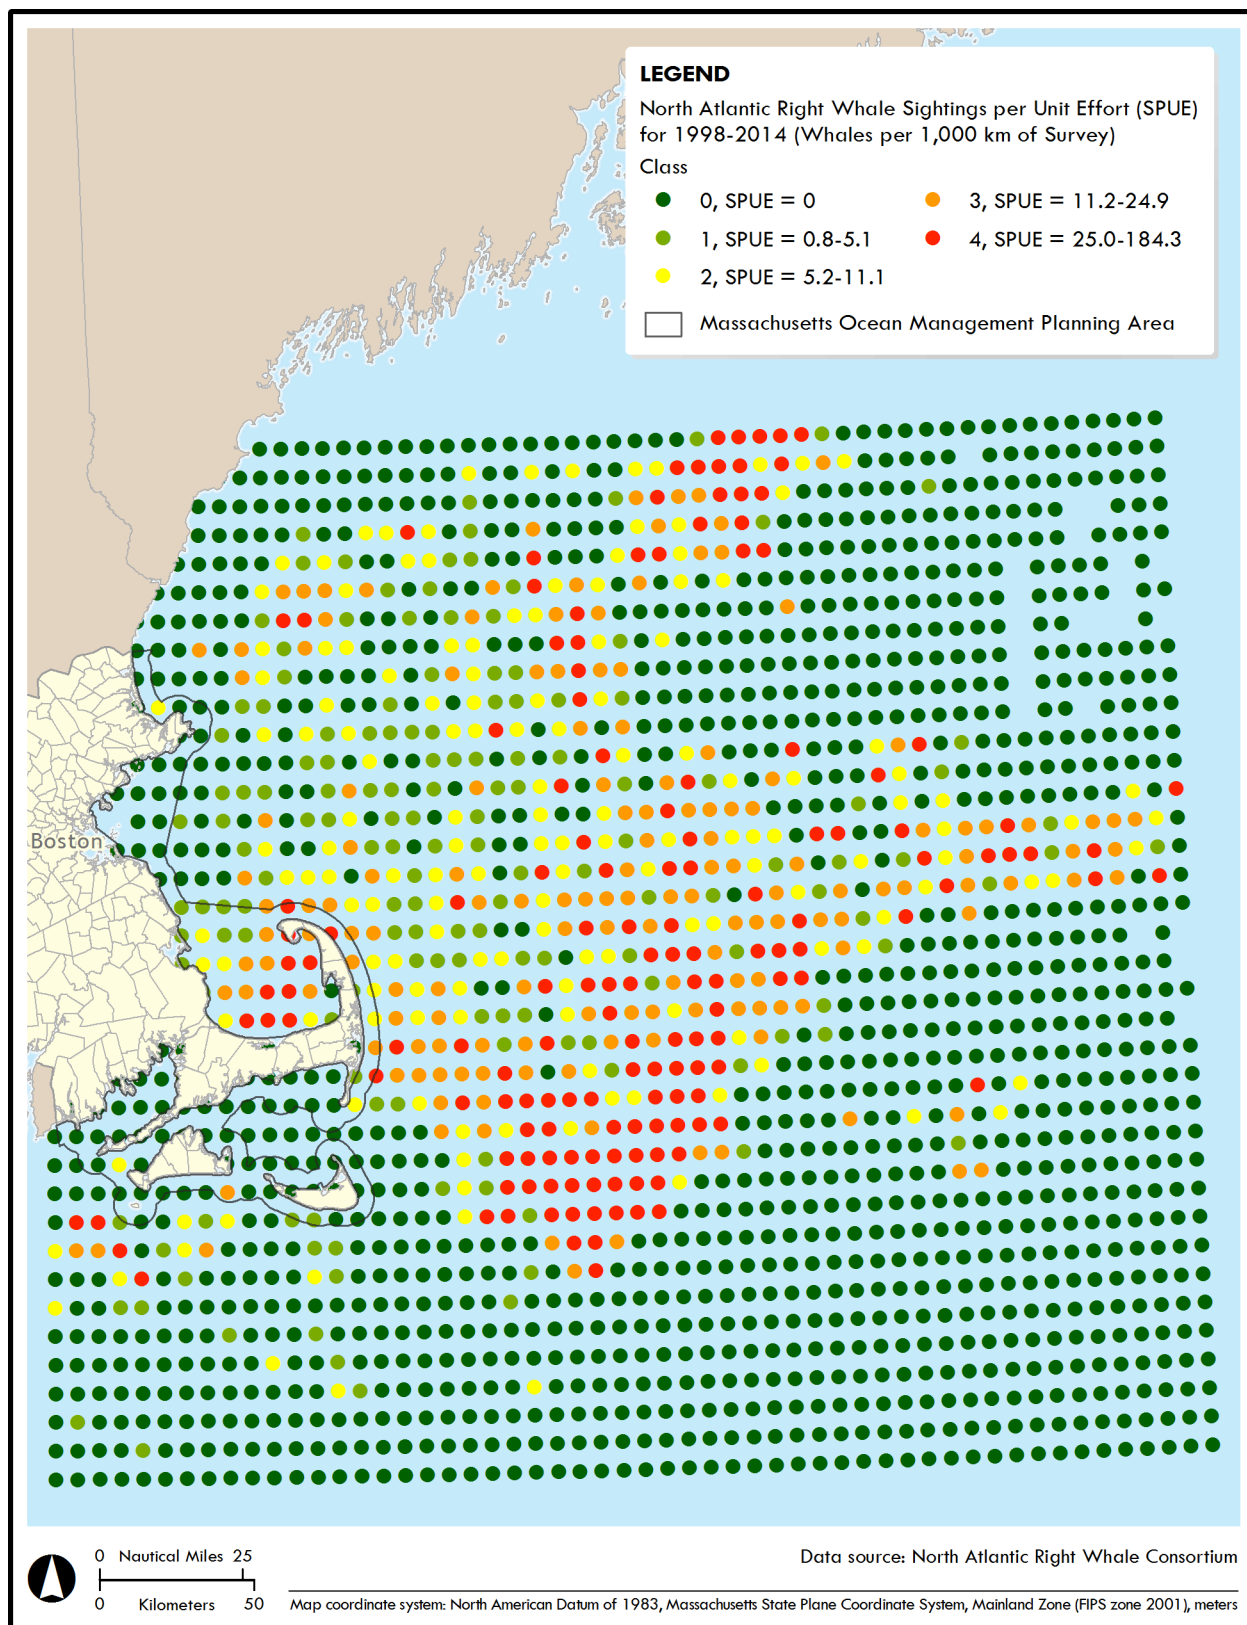 LEGEND
North Atlantic Right Whale Sightings per Unit Effort (SPUE)
for 1998-2014 (Whales per 1,000 km of Survey)
Class
0, SPUE = 0
3, SPUE = 11.2-24.9
1, SPUE = 0.8-5.1
4, SPUE = 25.0-184.3
2, SPUE = 5.2-11.1
Massachusetts Ocean Management Planning Area
Boston
0 Nautical Miles 25
0 Kilometers 50
Data source: North Atlantic Right Whale Consortium
Map coordinate system: North American Datum of 1983, Massachusetts State Plane Coordinate System, Mainland Zone (FIPS zone 2001), meters